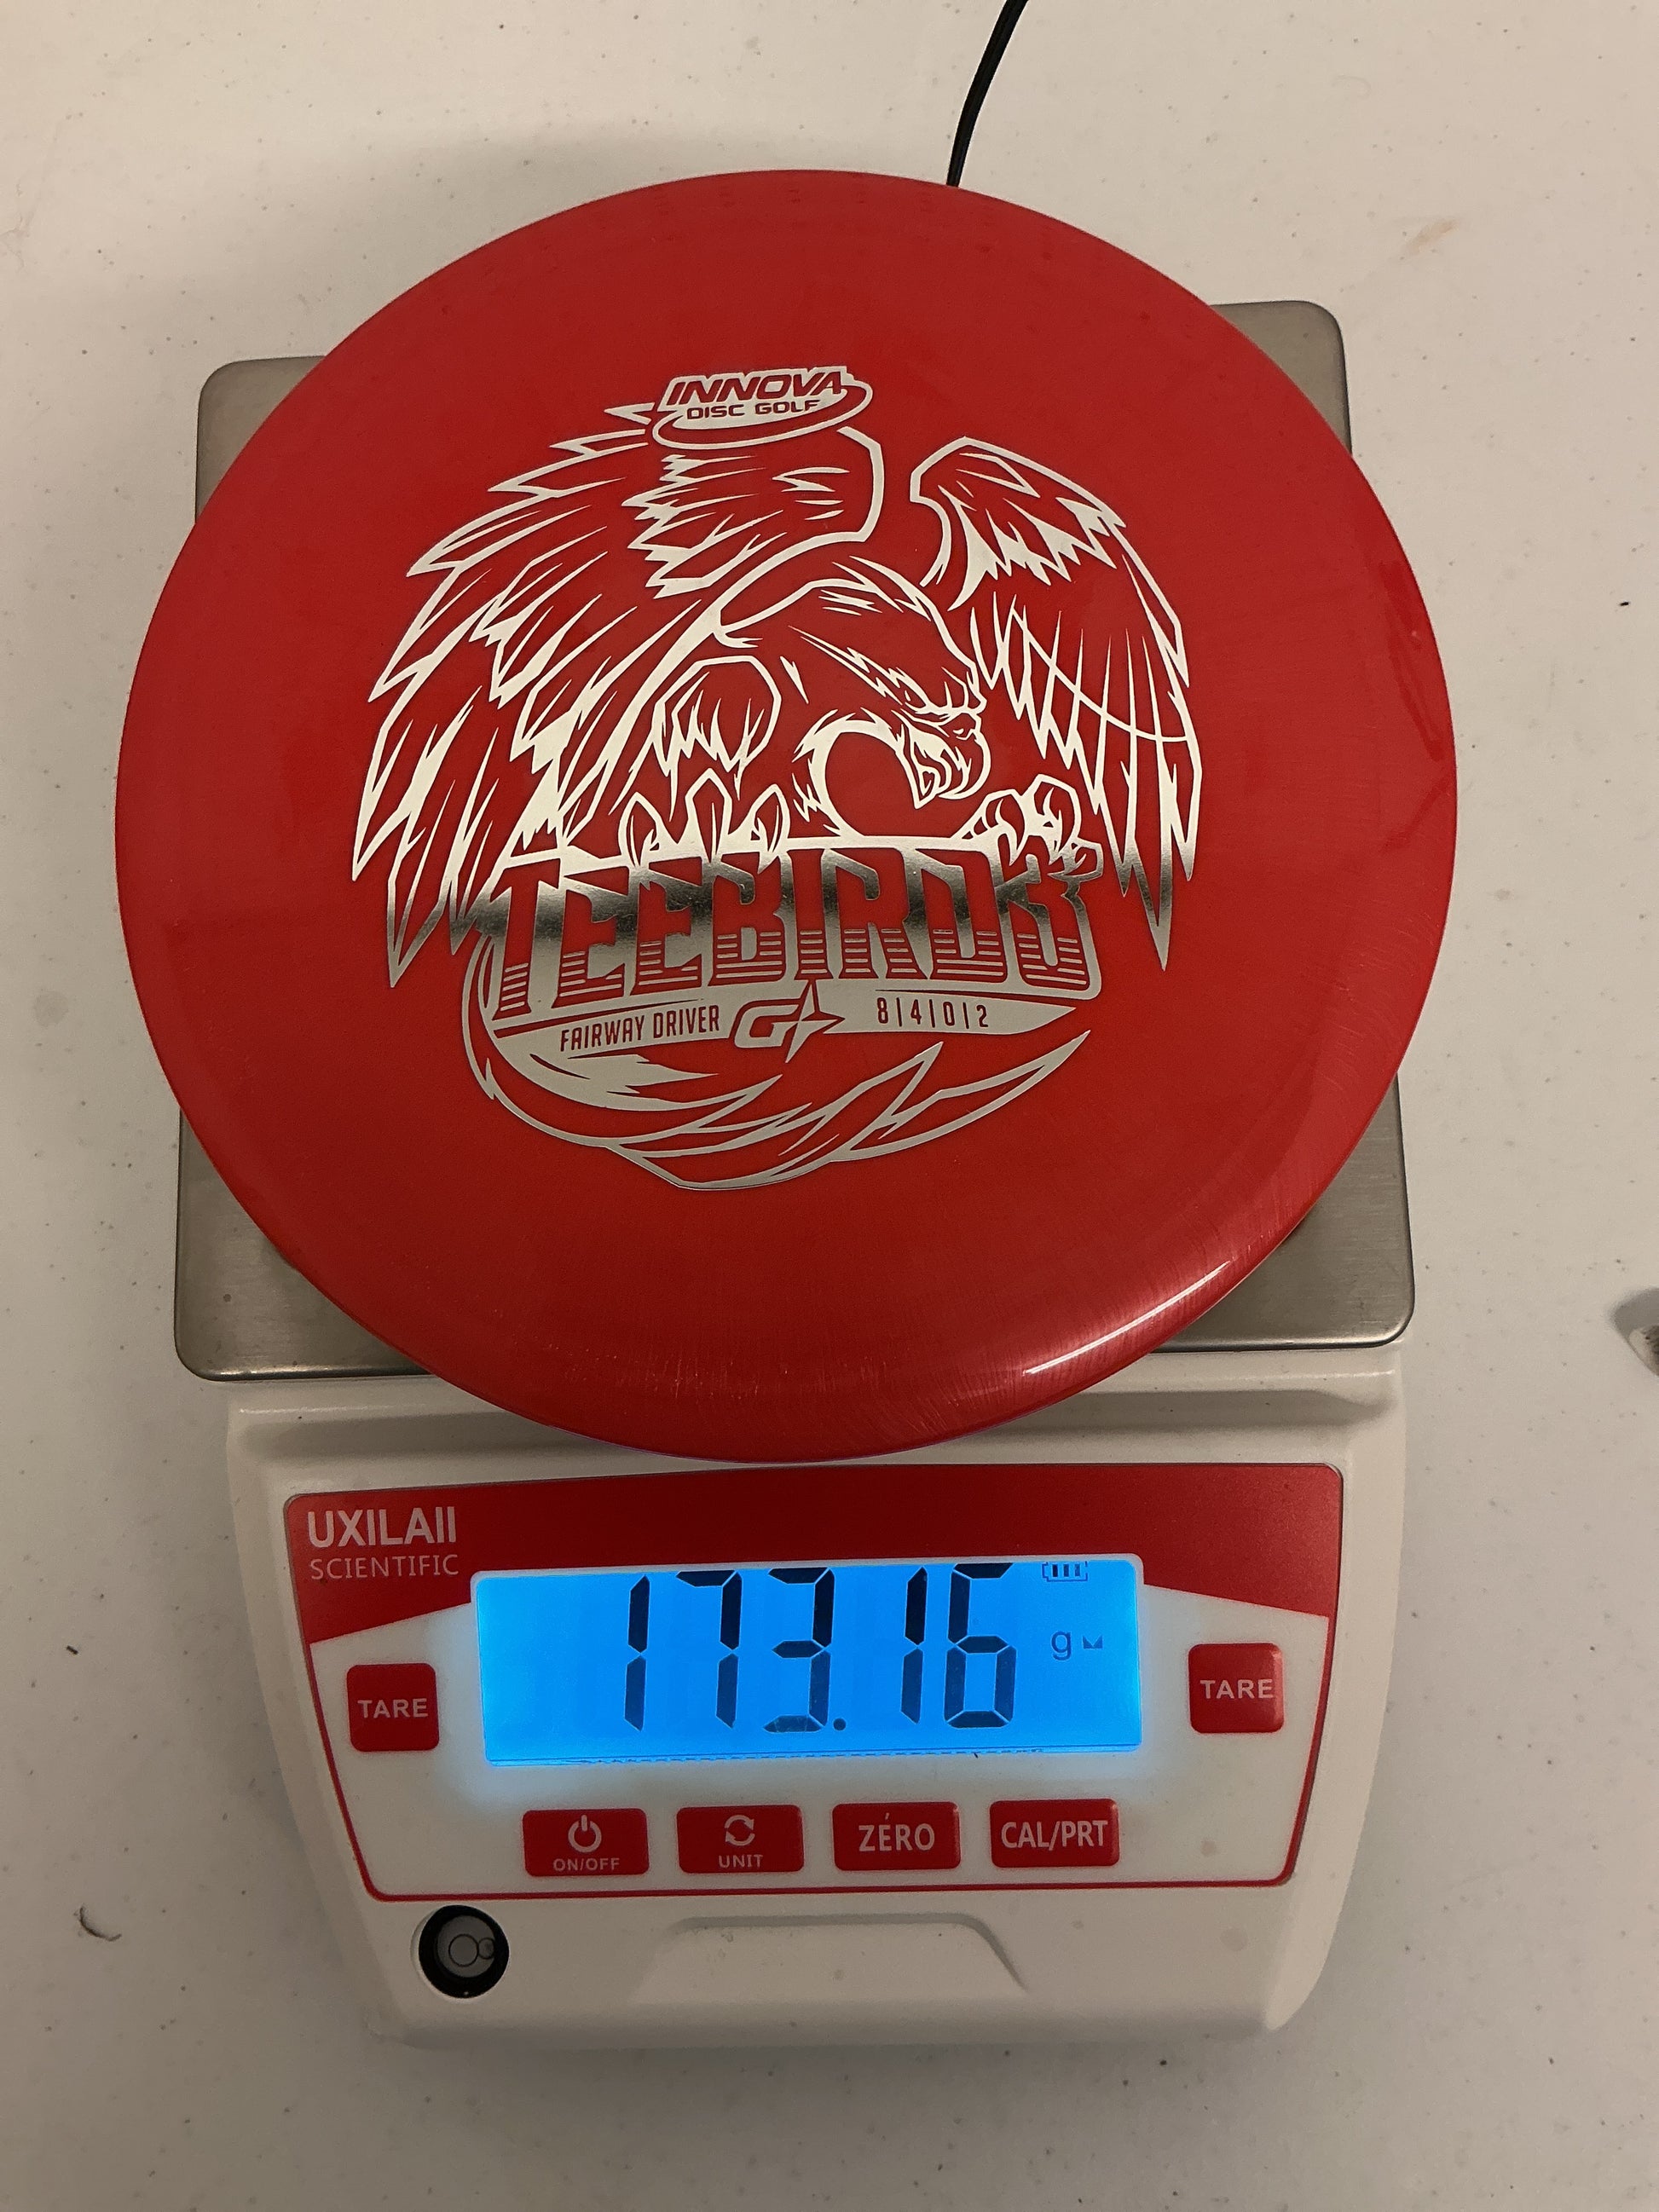 INNOVA
DISC GOLF
TEEBIRD3
FAIRWAY DRIVER G 8|4|0|2
UXILAII
SCIENTIFIC
173.16 g
TARE
TARE
ON/OFF
UNIT
ZÉRO
CAL/PRT